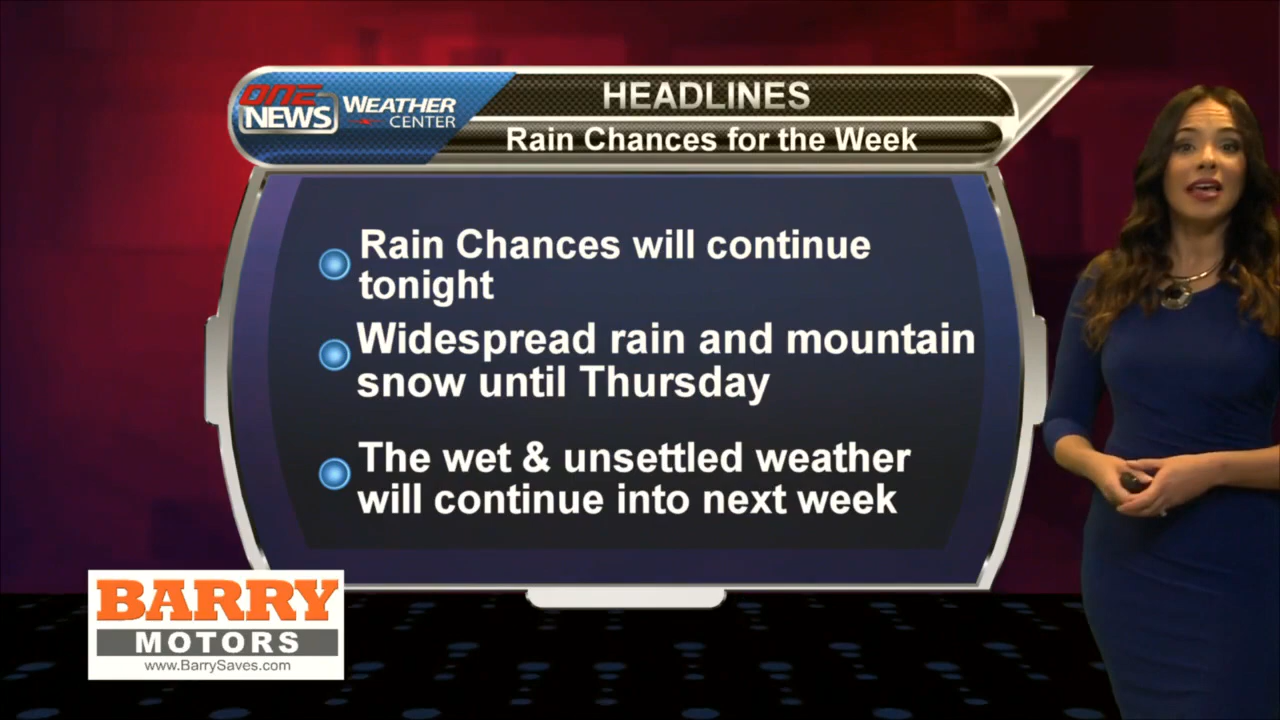 ONE
NEWS
WEATHER
CENTER
HEADLINES
Rain Chances for the Week
Rain Chances will continue
tonight
Widespread rain and mountain
snow until Thursday
The wet & unsettled weather
will continue into next week
BARRY
MOTORS
www.BarrySaves.com